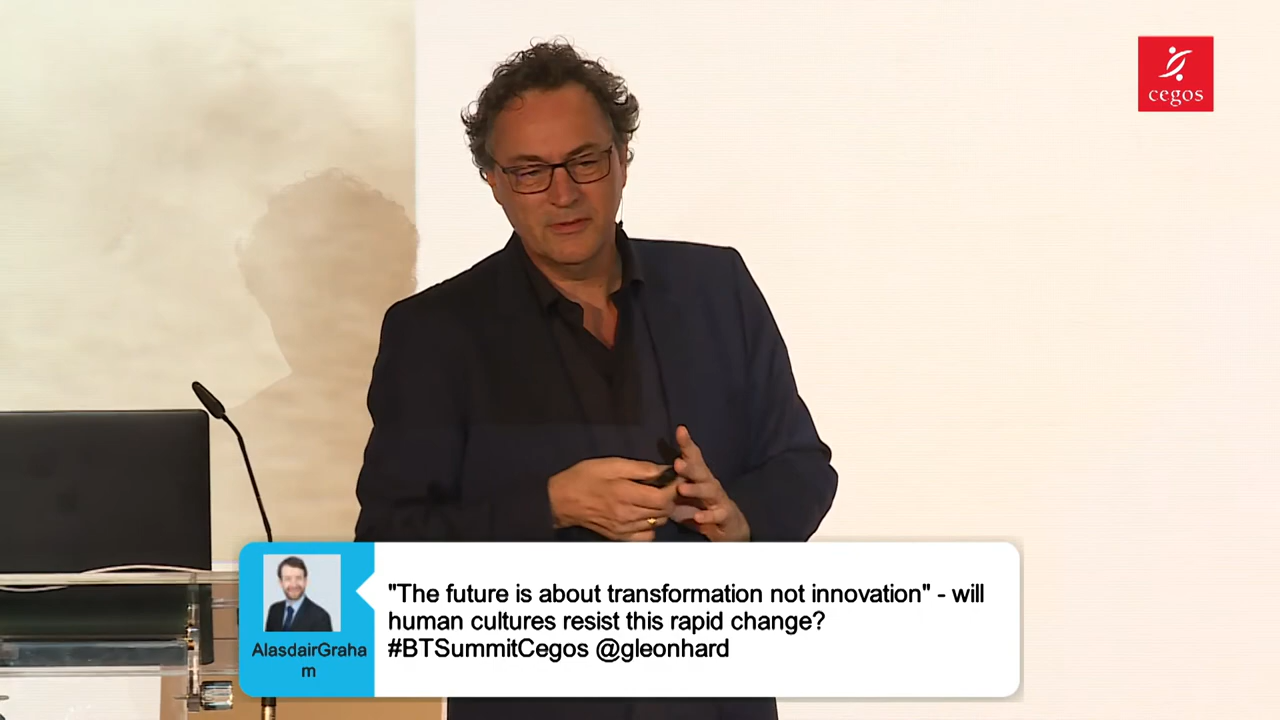 cegos
"The future is about transformation not innovation" - will
human cultures resist this rapid change?
#BTSummitCegos @gleonhard
AlasdairGraha
m